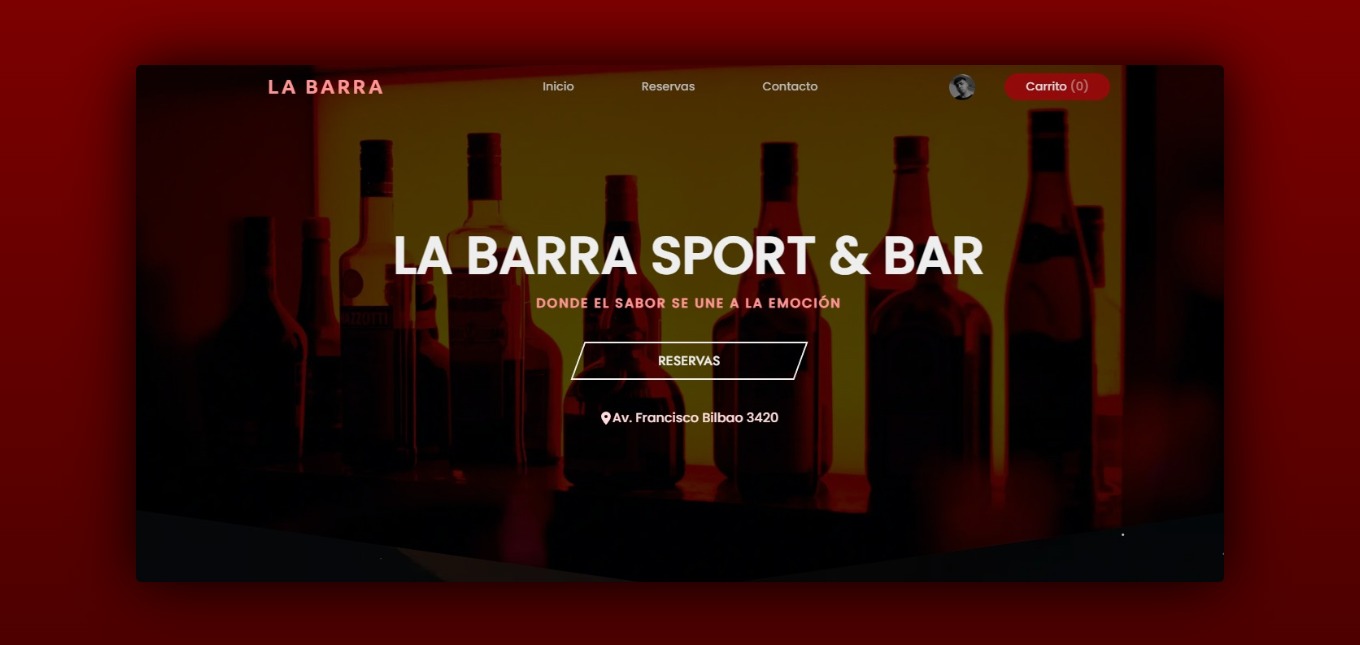 LA BARRA
Inicio Reservas Contacto Carrito (0)
LA BARRA SPORT & BAR
DONDE EL SABOR SE UNE A LA EMOCIÓN
RESERVAS
Av. Francisco Bilbao 3420